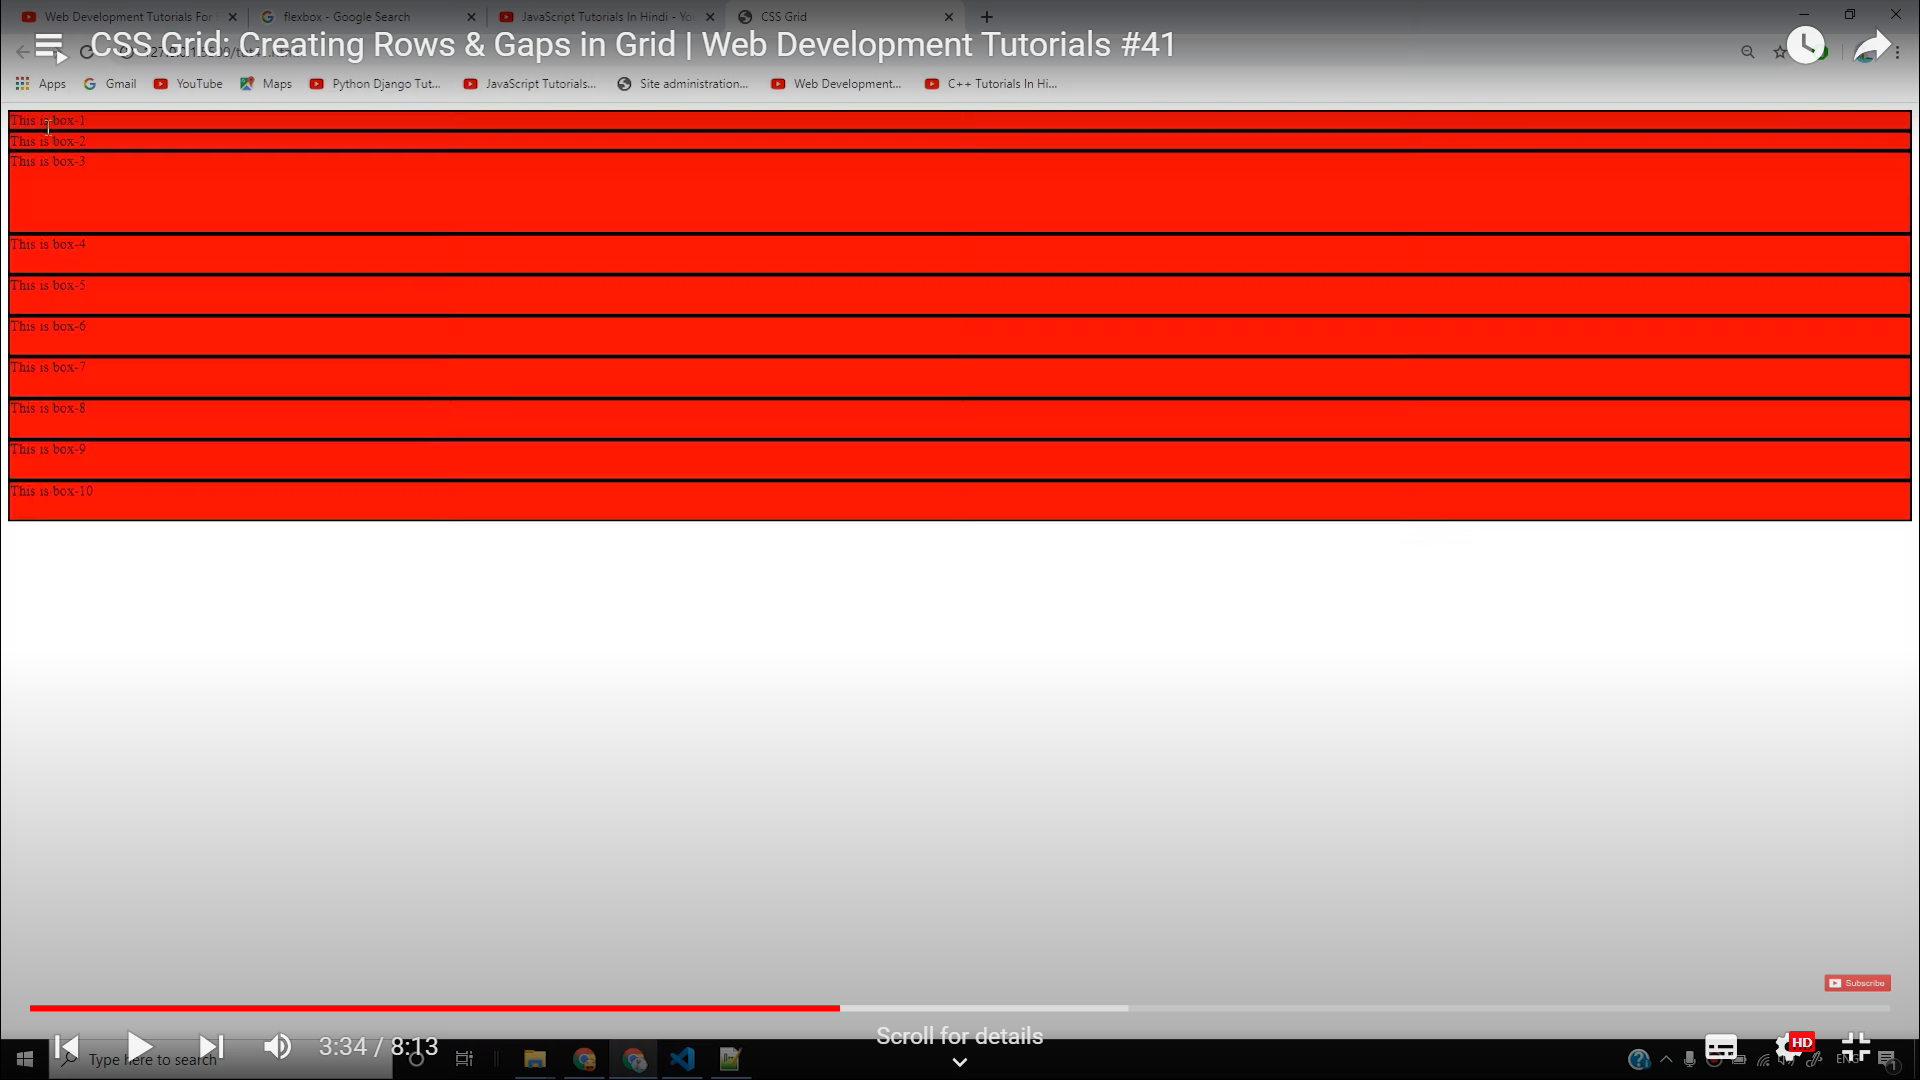 Web Development Tutorials For
flexbox - Google Search
JavaScript Tutorials In Hindi - Yo
CSS Grid
CSS Grid: Creating Rows & Gaps in Grid | Web Development Tutorials #41
Apps
Gmail
YouTube
Maps
Python Django Tut...
JavaScript Tutorials...
Site administration...
Web Development...
C++ Tutorials In Hi...
This is box-1
This is box-2
This is box-3
This is box-4
This is box-5
This is box-6
This is box-7
This is box-8
This is box-9
This is box-10
Subscribe
Scroll for details
3:34 / 8:13
HD
Type here to search
ENG
1